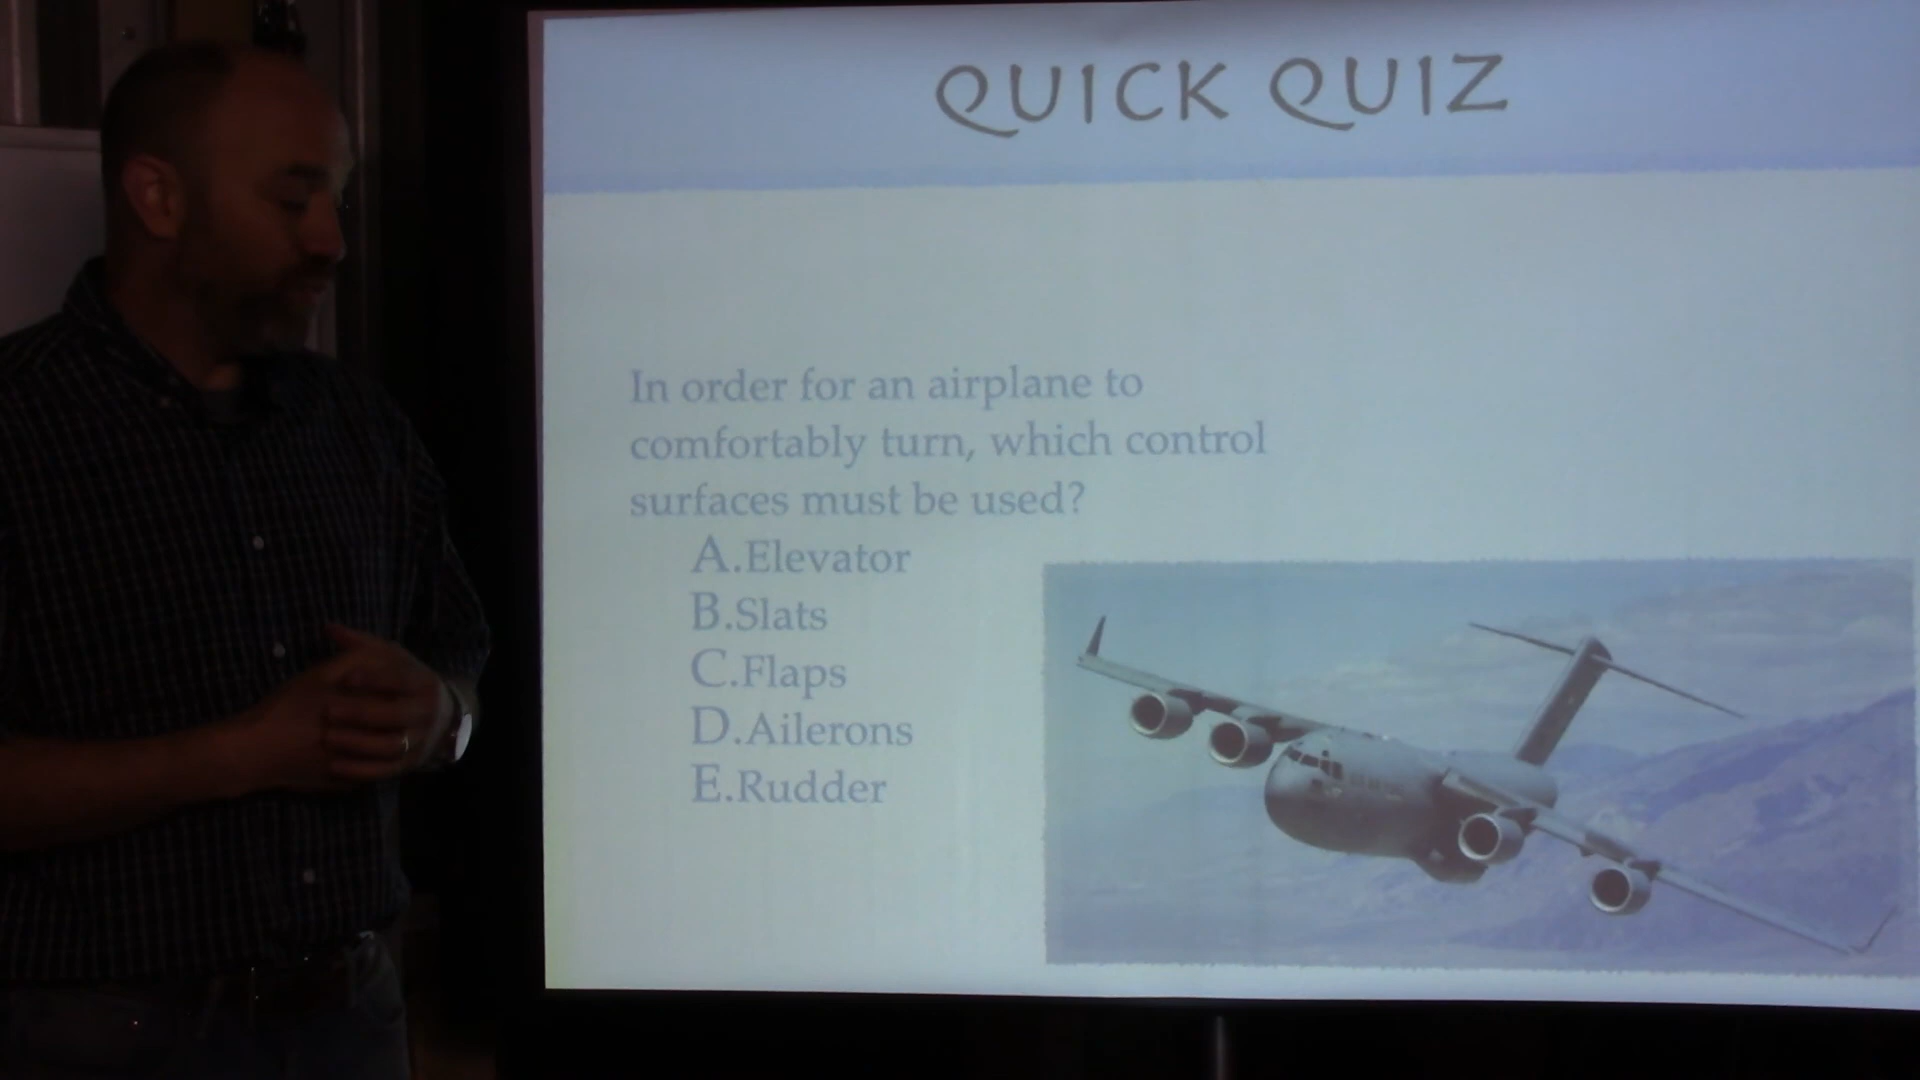 QUICK QUIZ
In order for an airplane to
comfortably turn, which control
surfaces must be used?
A.Elevator
B.Slats
C.Flaps
D.Ailerons
E.Rudder